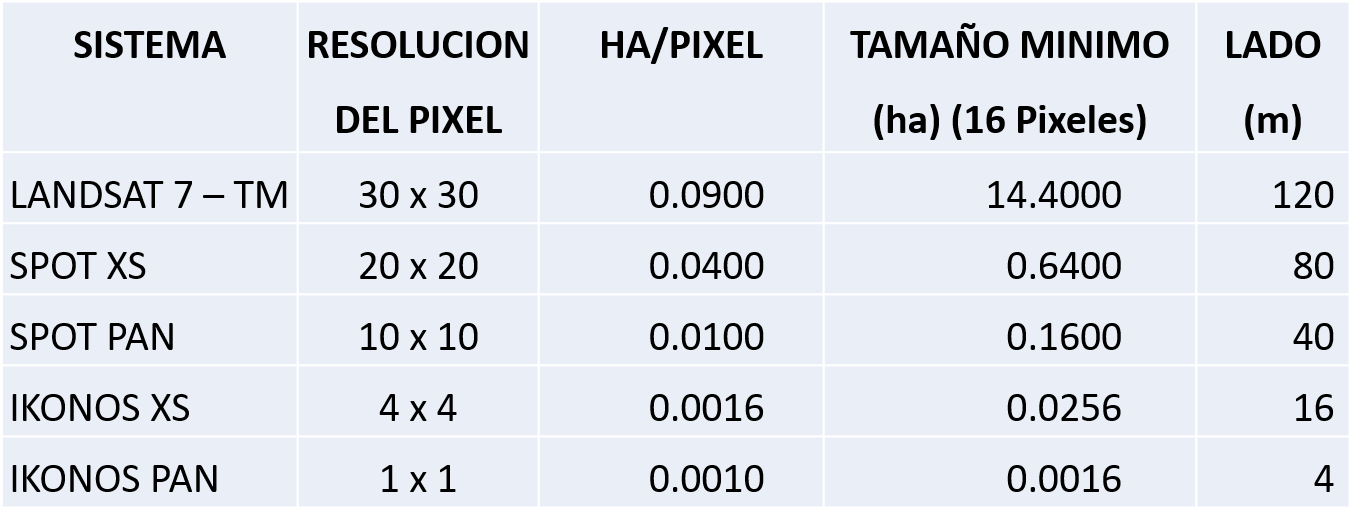 SISTEMA RESOLUCION DEL PIXEL HA/PIXEL TAMAÑO MINIMO (ha) (16 Pixeles) LADO (m)
LANDSAT 7 – TM 30 x 30 0.0900 14.4000 120
SPOT XS 20 x 20 0.0400 0.6400 80
SPOT PAN 10 x 10 0.0100 0.1600 40
IKONOS XS 4 x 4 0.0016 0.0256 16
IKONOS PAN 1 x 1 0.0010 0.0016 4